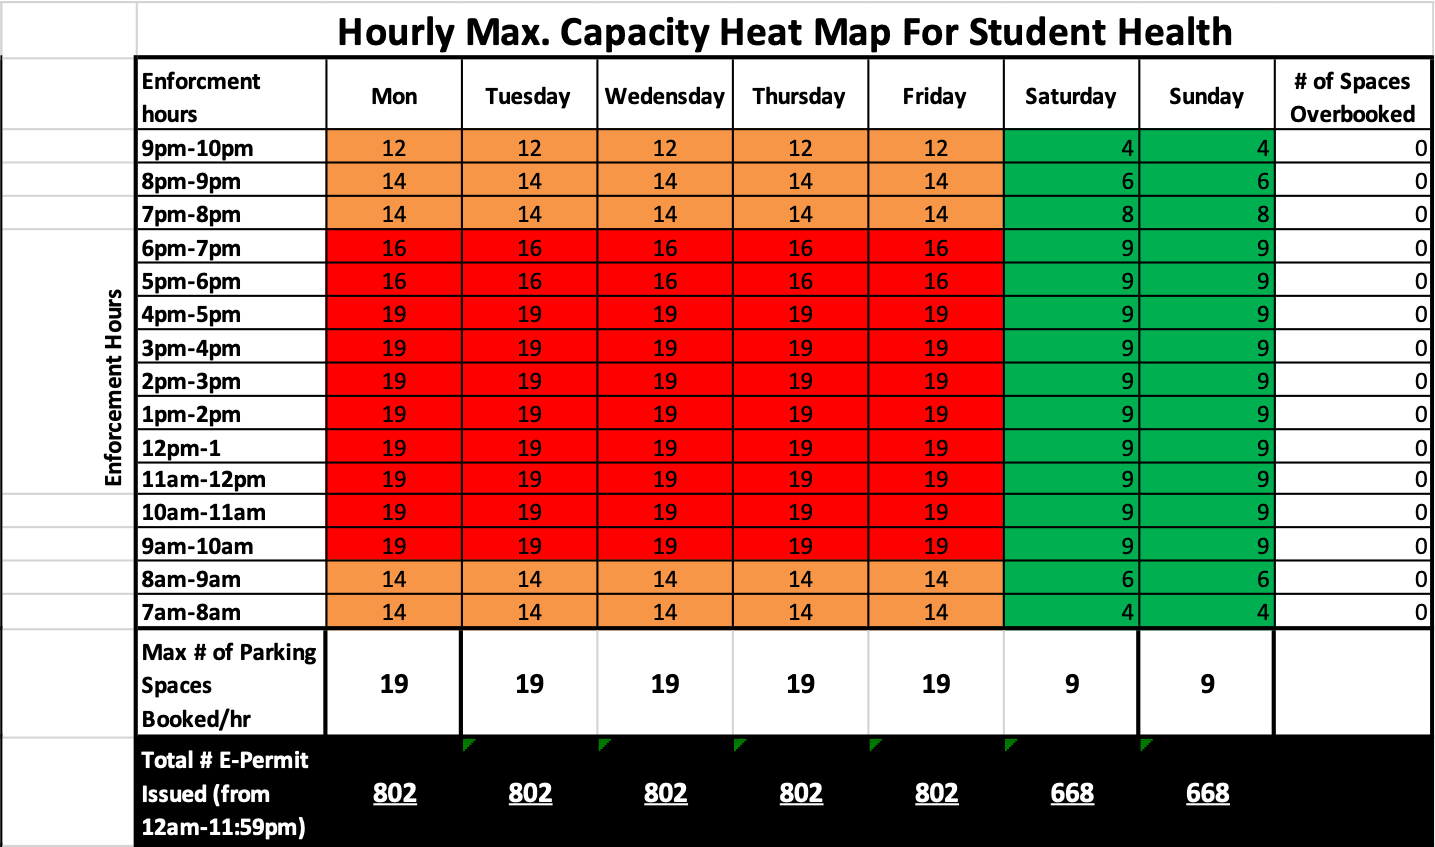 Hourly Max. Capacity Heat Map For Student Health
Enforcment hours Mon Tuesday Wedensday Thursday Friday Saturday Sunday # of Spaces Overbooked
9pm-10pm 12 12 12 12 12 4 4 0
8pm-9pm 14 14 14 14 14 6 6 0
7pm-8pm 14 14 14 14 14 8 8 0
6pm-7pm 16 16 16 16 16 9 9 0
5pm-6pm 16 16 16 16 16 9 9 0
4pm-5pm 19 19 19 19 19 9 9 0
3pm-4pm 19 19 19 19 19 9 9 0
2pm-3pm 19 19 19 19 19 9 9 0
1pm-2pm 19 19 19 19 19 9 9 0
12pm-1 19 19 19 19 19 9 9 0
11am-12pm 19 19 19 19 19 9 9 0
10am-11am 19 19 19 19 19 9 9 0
9am-10am 19 19 19 19 19 9 9 0
8am-9am 14 14 14 14 14 6 6 0
7am-8am 14 14 14 14 14 4 4 0
Enforcement Hours
Max # of Parking Spaces Booked/hr 19 19 19 19 19 9 9
Total # E-Permit Issued (from 12am-11:59pm) 802 802 802 802 802 668 668